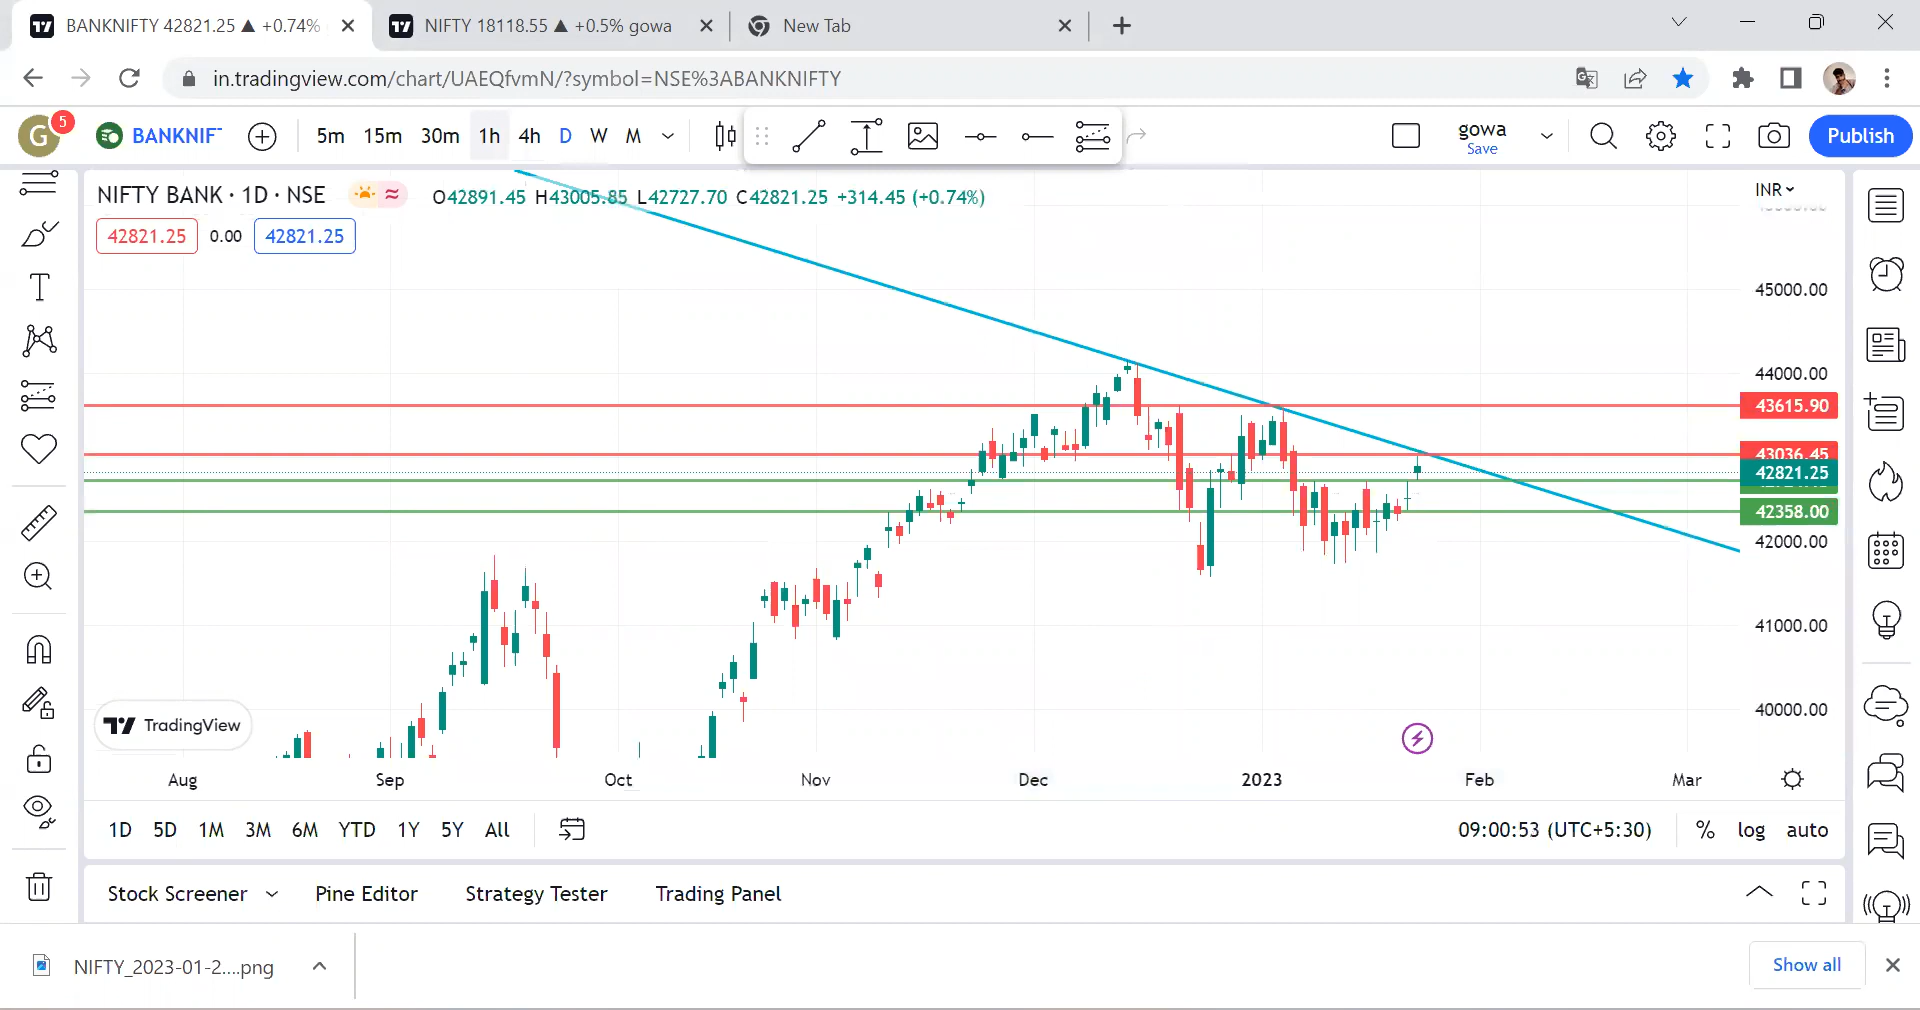 BANKNIFTY 42821.25 ▲ +0.74%
NIFTY 18118.55 ▲ +0.5% gowa
New Tab
in.tradingview.com/chart/UAEQfvmN/?symbol=NSE%3ABANKNIFTY
G
5
BANKNIF
5m 15m 30m 1h 4h D W M
gowa
Save
Publish
NIFTY BANK · 1D · NSE
O42891.45 H43005.85 L42727.70 C42821.25 +314.45 (+0.74%)
INR
42821.25 0.00 42821.25
45000.00
44000.00
43615.90
43036.45
42821.25
42358.00
42000.00
41000.00
40000.00
TradingView
Aug Sep Oct Nov Dec 2023 Feb Mar
1D 5D 1M 3M 6M YTD 1Y 5Y All
09:00:53 (UTC+5:30) % log auto
Stock Screener Pine Editor Strategy Tester Trading Panel
NIFTY_2023-01-2....png
Show all